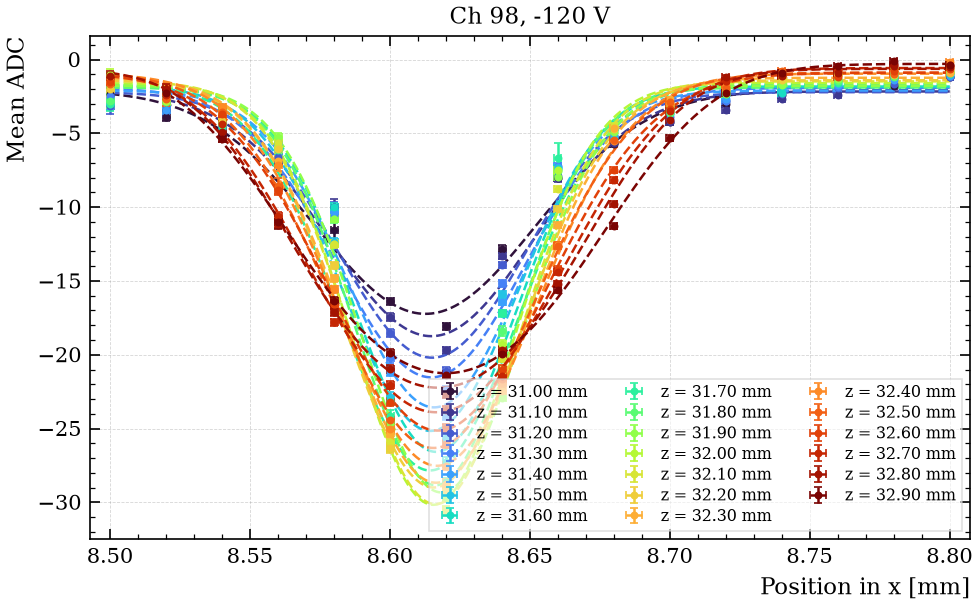 Ch 98, -120 V
Mean ADC
0
−5
−10
−15
−20
−25
−30
z = 31.00 mm
z = 31.10 mm
z = 31.20 mm
z = 31.30 mm
z = 31.40 mm
z = 31.50 mm
z = 31.60 mm
z = 31.70 mm
z = 31.80 mm
z = 31.90 mm
z = 32.00 mm
z = 32.10 mm
z = 32.20 mm
z = 32.30 mm
z = 32.40 mm
z = 32.50 mm
z = 32.60 mm
z = 32.70 mm
z = 32.80 mm
z = 32.90 mm
8.50 8.55 8.60 8.65 8.70 8.75 8.80
Position in x [mm]